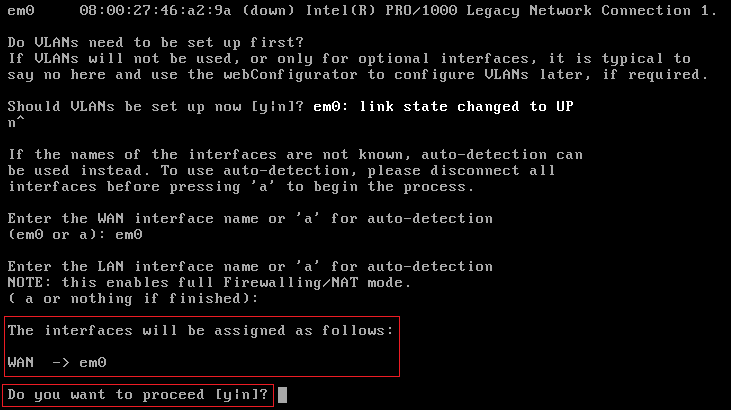 em0 08:00:27:46:a2:9a (down) Intel(R) PRO/1000 Legacy Network Connection 1.
Do VLANs need to be set up first?
If VLANs will not be used, or only for optional interfaces, it is typical to
say no here and use the webConfigurator to configure VLANs later, if required.
Should VLANs be set up now [y|n]? em0: link state changed to UP
n^
If the names of the interfaces are not known, auto-detection can
be used instead. To use auto-detection, please disconnect all
interfaces before pressing 'a' to begin the process.
Enter the WAN interface name or 'a' for auto-detection
(em0 or a): em0
Enter the LAN interface name or 'a' for auto-detection
NOTE: this enables full Firewalling/NAT mode.
( a or nothing if finished):
The interfaces will be assigned as follows:
WAN -> em0
Do you want to proceed [y|n]?